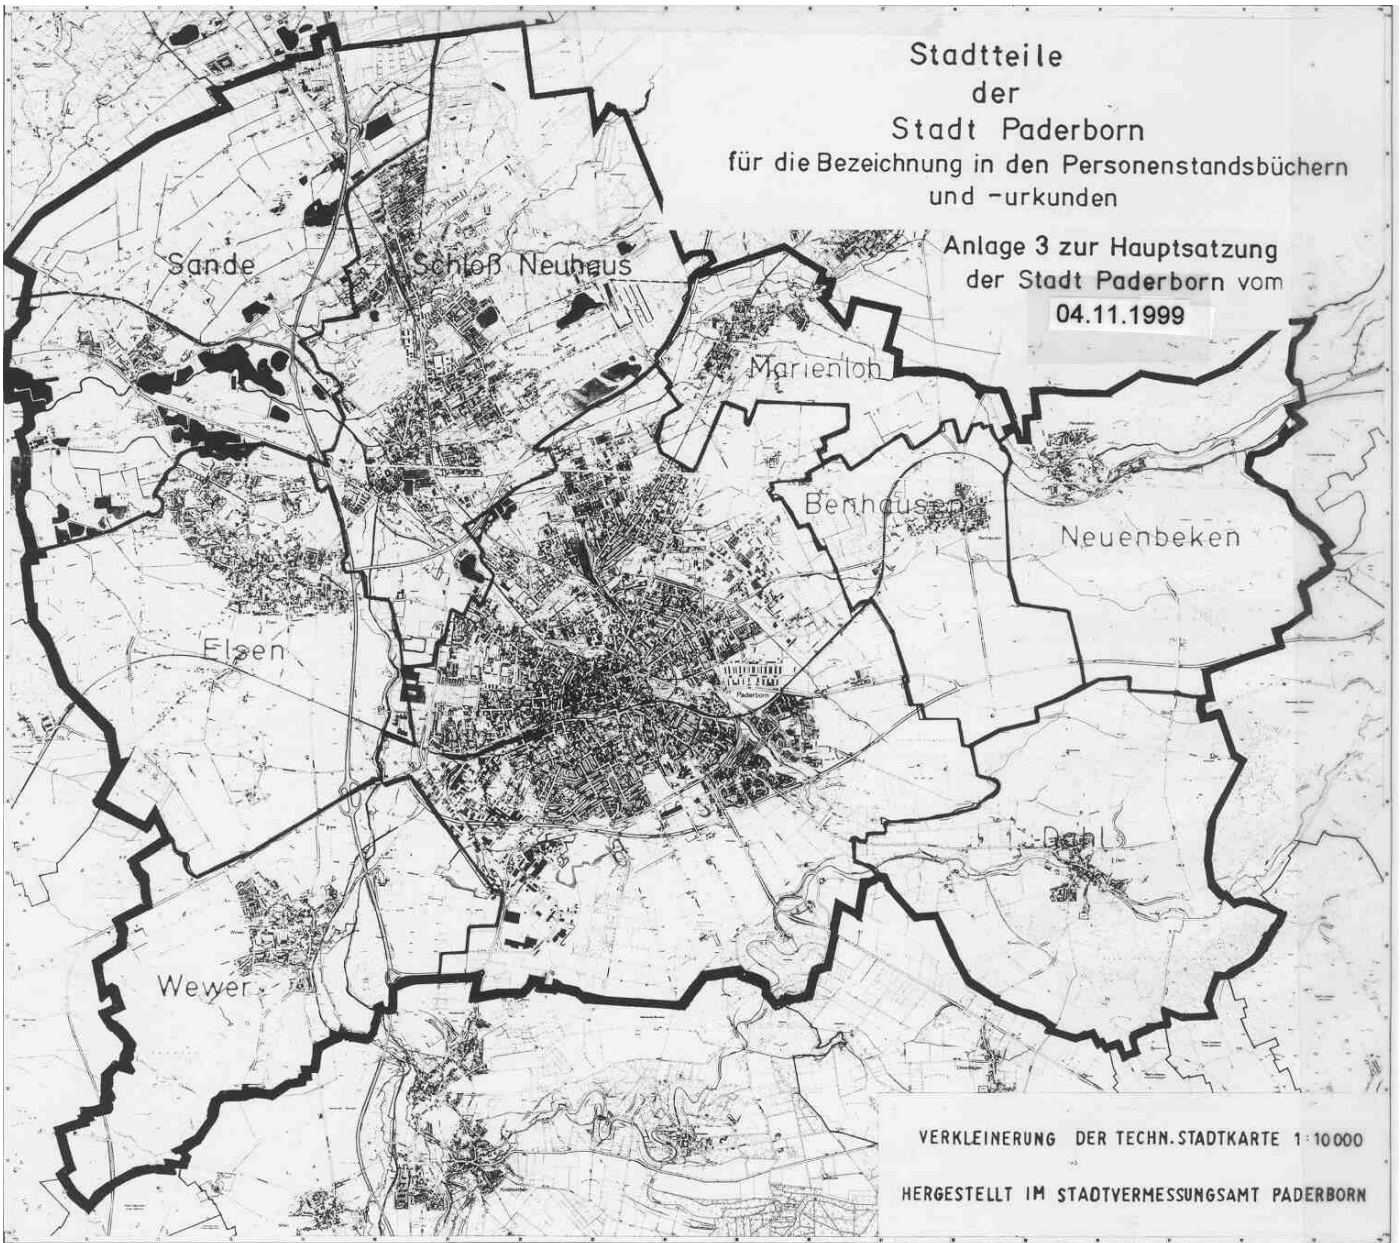 Stadtteile
der
Stadt Paderborn
für die Bezeichnung in den Personenstandsbüchern
und -urkunden
Anlage 3 zur Hauptsatzung
der Stadt Paderborn vom
04.11.1999
Sande
Schloß Neuhaus
Marienloh
Benhausen
Neuenbeken
Elsen
Paderborn
Dahl
Wewer
VERKLEINERUNG DER TECHN. STADTKARTE 1:10000
HERGESTELLT IM STADTVERMESSUNGSAMT PADERBORN